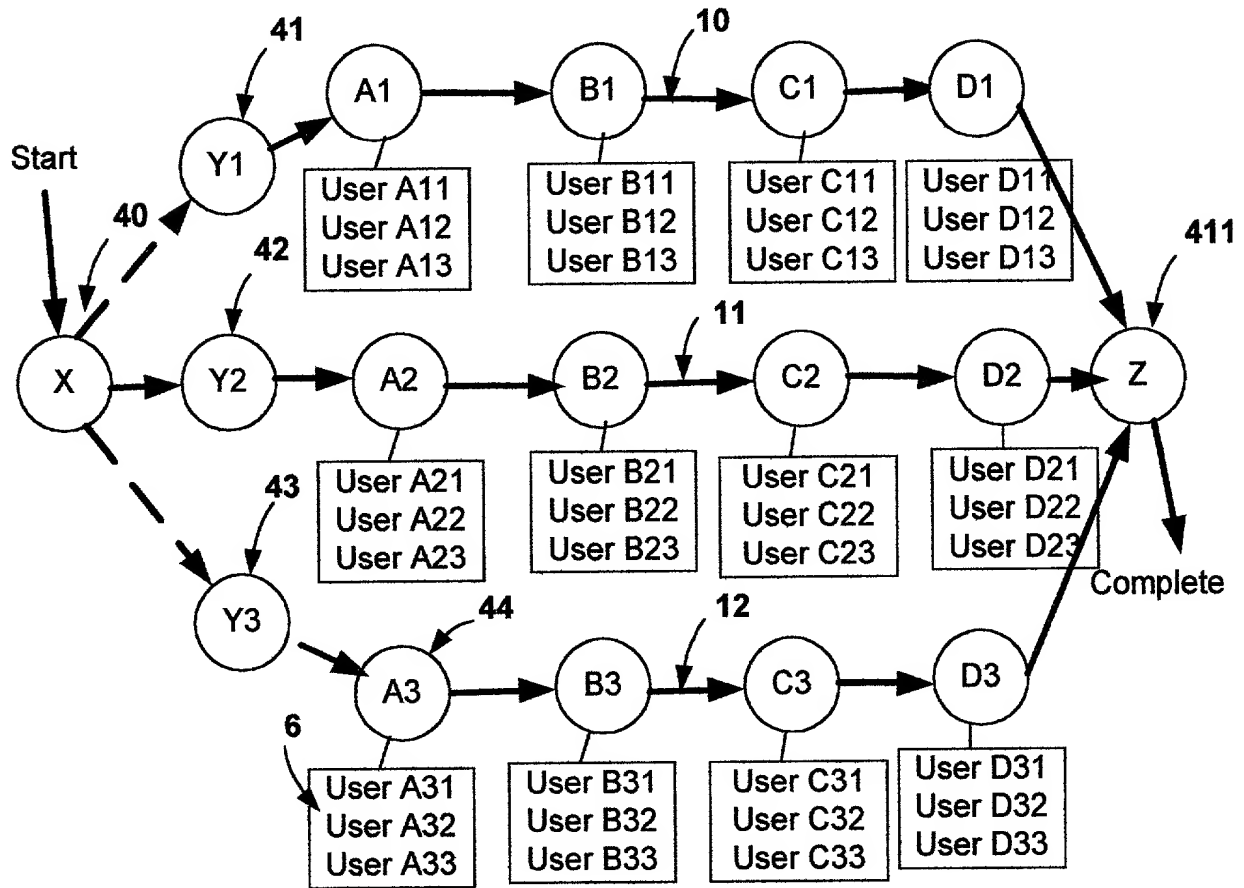 41
10
A1
B1
C1
D1
Y1
Start
User A11
User A12
User A13
User B11
User B12
User B13
User C11
User C12
User C13
User D11
User D12
User D13
40
42
411
11
X
Y2
A2
B2
C2
D2
Z
User A21
User A22
User A23
User B21
User B22
User B23
User C21
User C22
User C23
User D21
User D22
User D23
43
Complete
Y3
44
12
A3
B3
C3
D3
6
User A31
User A32
User A33
User B31
User B32
User B33
User C31
User C32
User C33
User D31
User D32
User D33